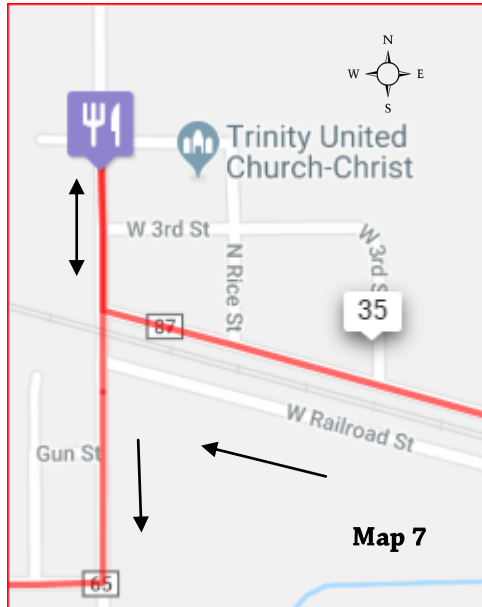 N
W E
S
Trinity United
Church-Christ
W 3rd St
N Rice St
W 3rd S
35
87
W Railroad St
Gun St
Map 7
65